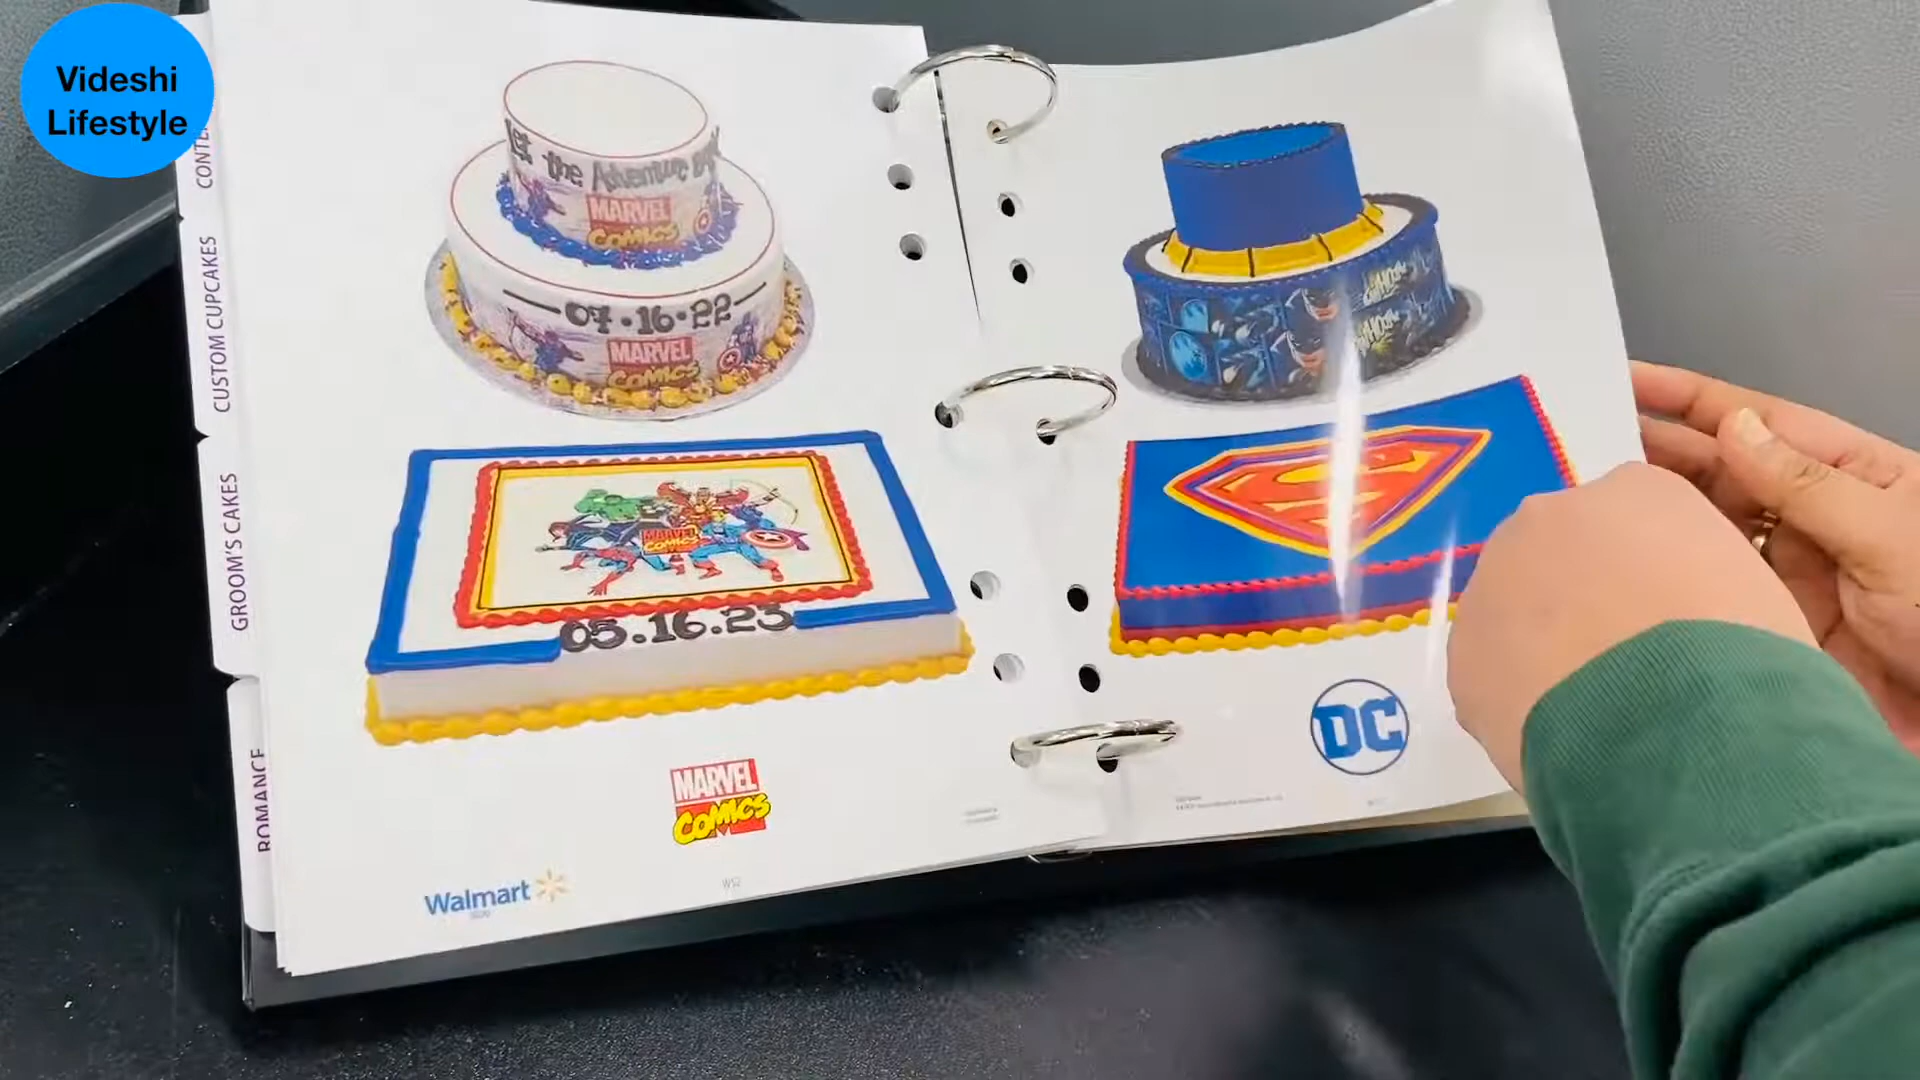 Videshi
Lifestyle
CUSTOM CUPCAKES
GROOM'S CAKES
ROMANCE
Let the Adventure
MARVEL
COMICS
07•16•22
MARVEL
COMICS
MARVEL
COMICS
05.16.23
MARVEL
COMICS
Walmart
S
DC